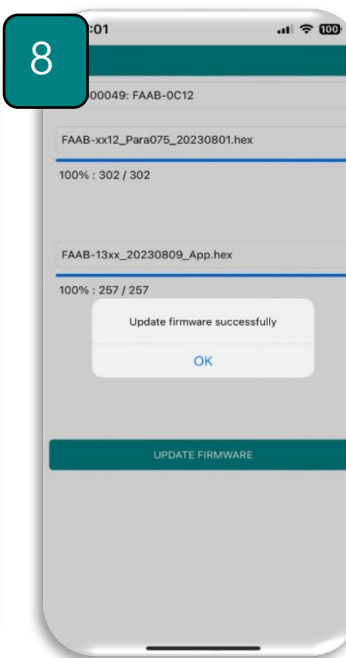 8
:01
100
00049: FAAB-0C12
FAAB-xx12_Para075_20230801.hex
100% : 302 / 302
FAAB-13xx_20230809_App.hex
100% : 257 / 257
Update firmware successfully
OK
UPDATE FIRMWARE